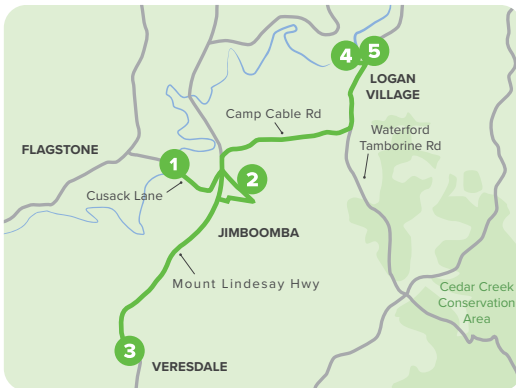 4
5
LOGAN
VILLAGE
Camp Cable Rd
Waterford
Tamborine Rd
FLAGSTONE
1
2
Cusack Lane
JIMBOOMBA
Mount Lindesay Hwy
Cedar Creek
Conservation
Area
3
VERESDALE